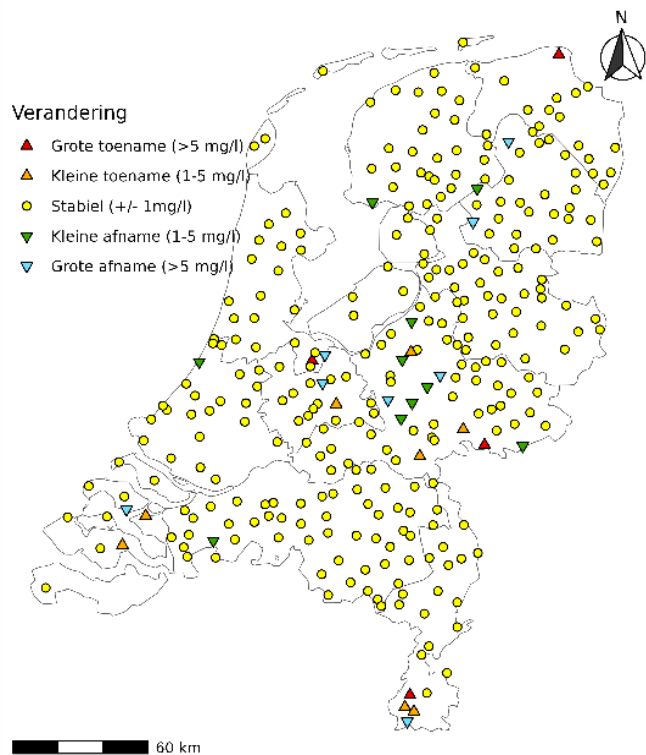 N
Verandering
Grote toename (>5 mg/l)
Kleine toename (1-5 mg/l)
Stabiel (+/- 1mg/l)
Kleine afname (1-5 mg/l)
Grote afname (>5 mg/l)
60 km